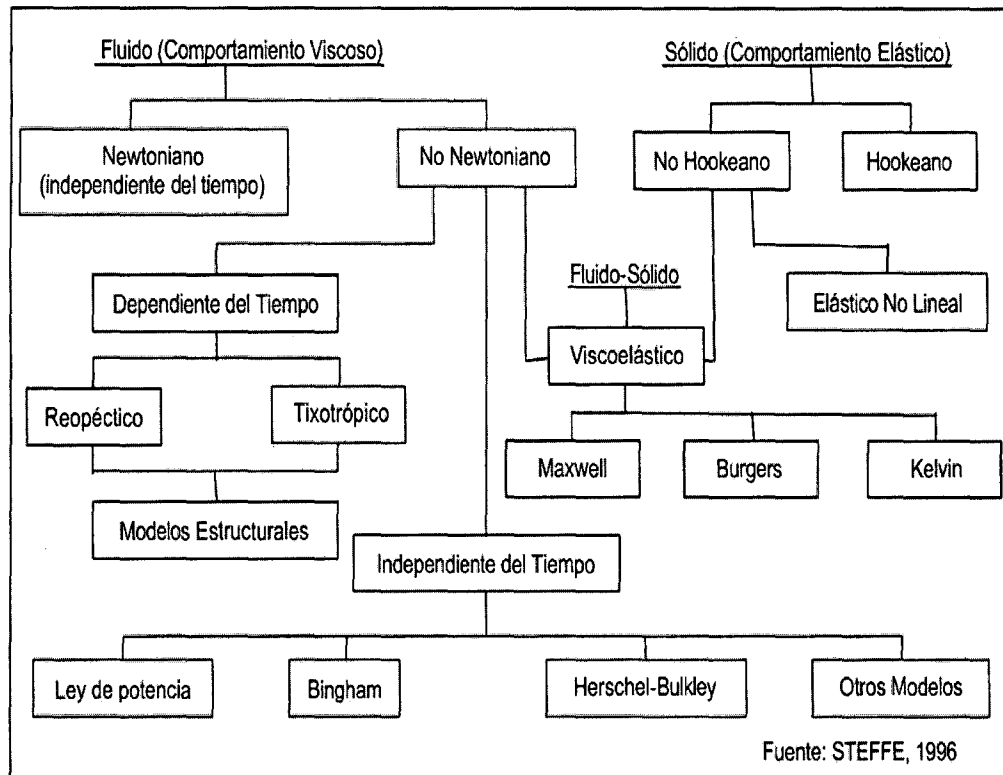 Fluido (Comportamiento Viscoso)
Sólido (Comportamiento Elástico)
Newtoniano
(independiente del tiempo)
No Newtoniano
No Hookeano
Hookeano
Dependiente del Tiempo
Fluido-Sólido
Elástico No Lineal
Viscoelástico
Reopéctico
Tixotrópico
Maxwell
Burgers
Kelvin
Modelos Estructurales
Independiente del Tiempo
Ley de potencia
Bingham
Herschel-Bulkley
Otros Modelos
Fuente: STEFFE, 1996